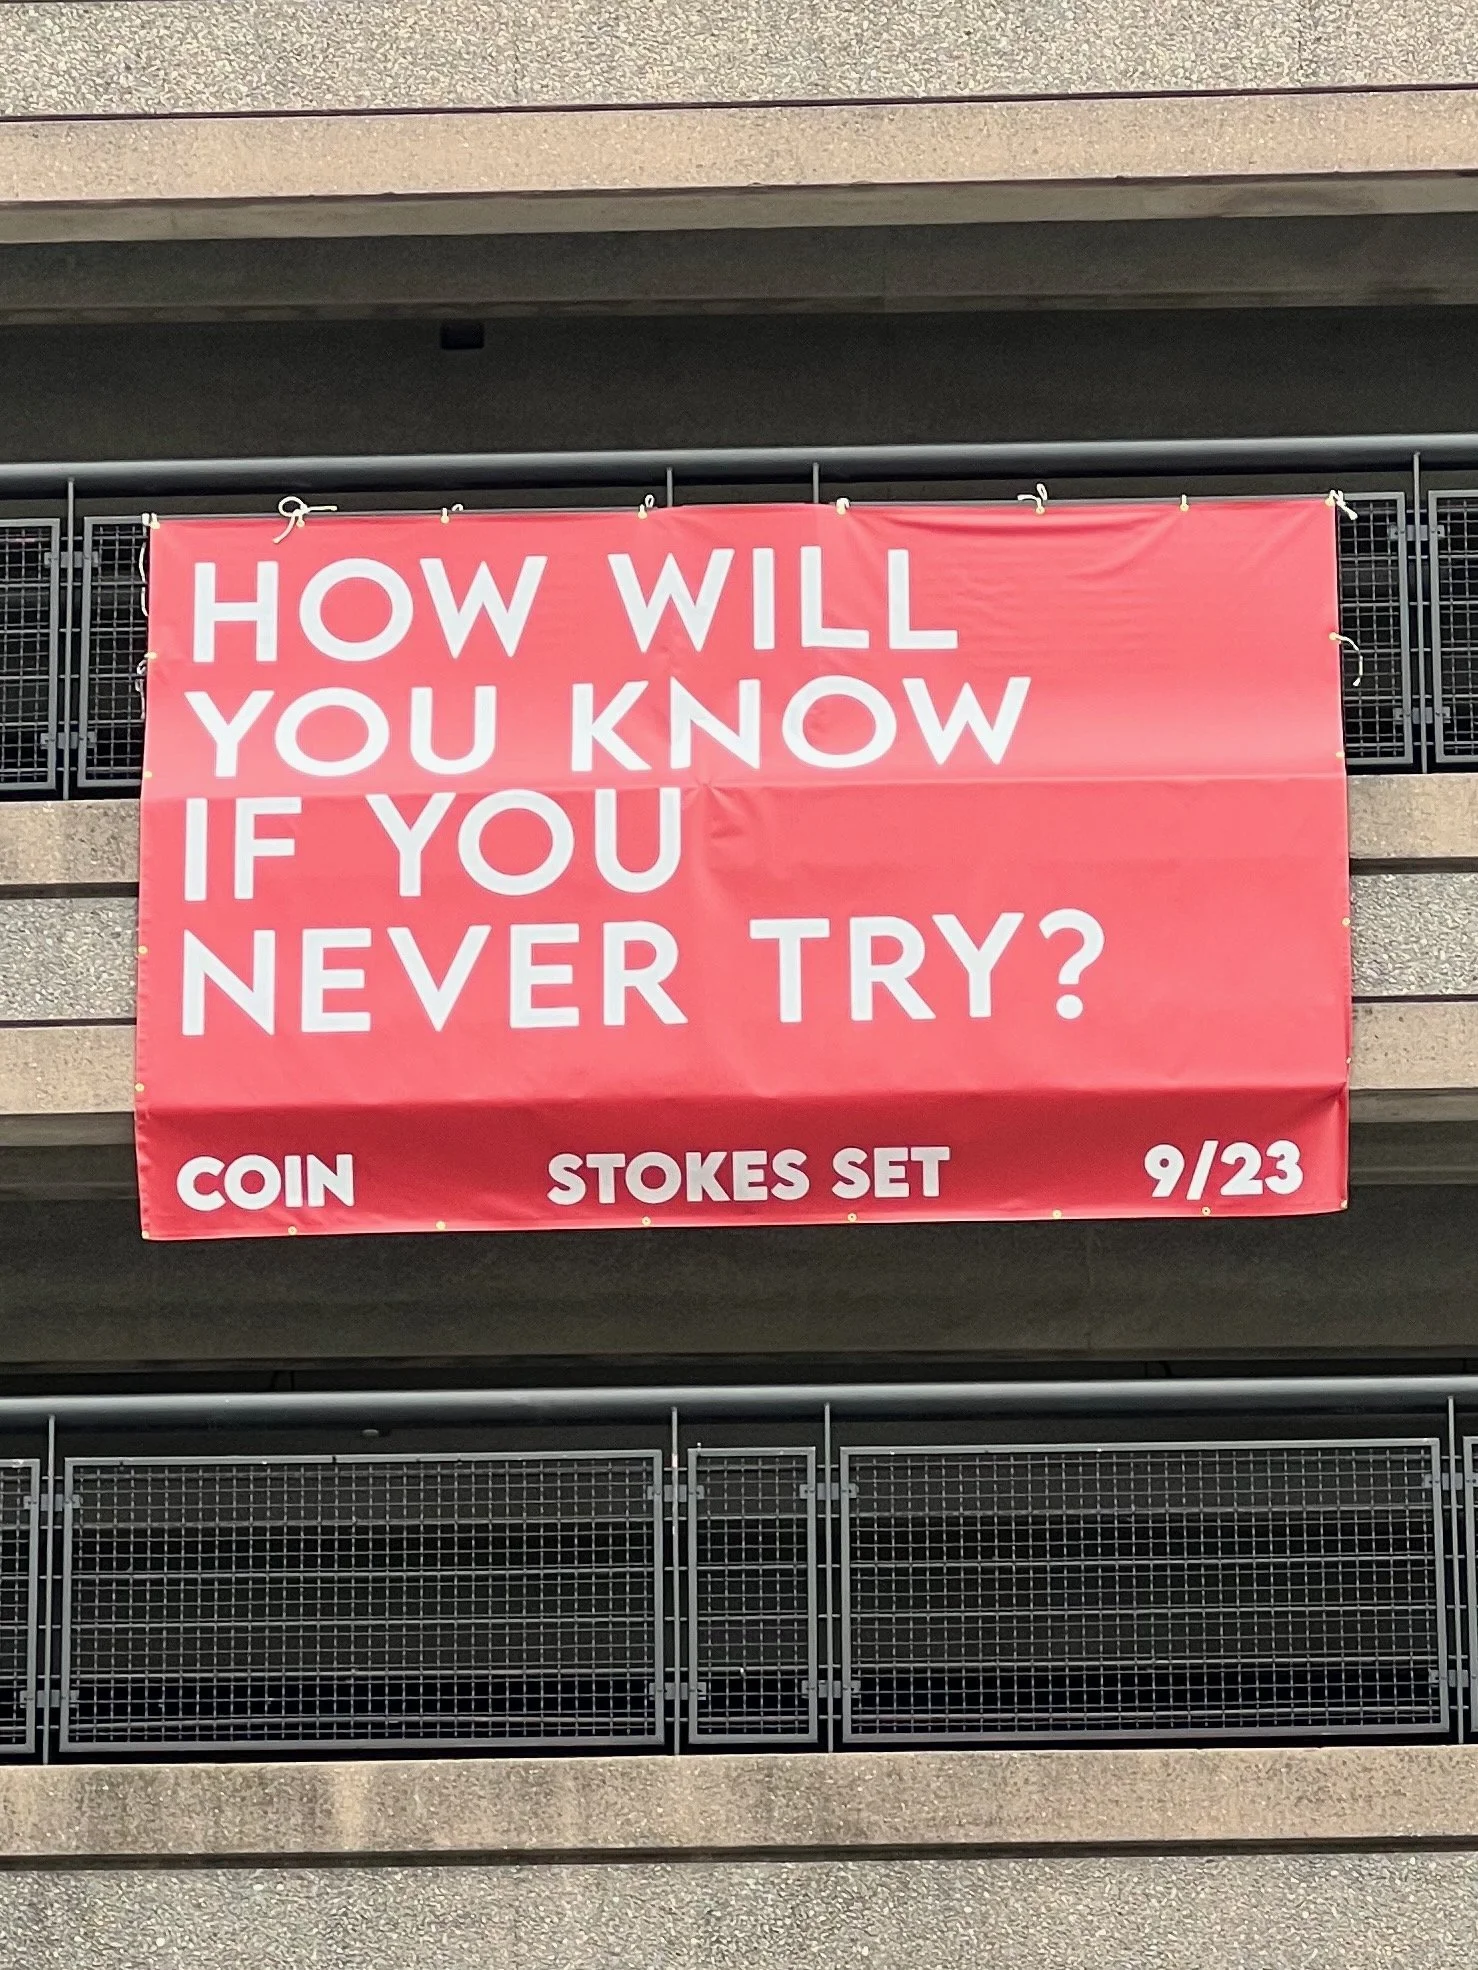 HOW WILL
YOU KNOW
IF YOU
NEVER TRY?
COIN STOKES SET 9/23